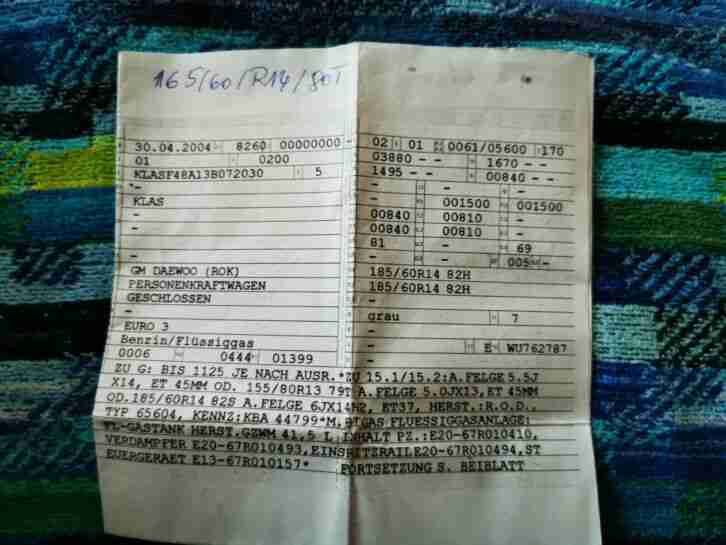 165/60/R14/80T
30.04.2004 8260 00000000 -
01 0200
KLASF48A13B072030 5
-
KLAS
-
-
-
GM DAEWOO (ROK)
PERSONENKRAFTWAGEN
GESCHLOSSEN
-
EURO 3
Benzin/Flüssiggas
0006 0444 01399
02 01 0061/05600 170
03880 - - 1670 - -
1495 - - 00840 - -
- - -
- 001500 001500
00840 00810 -
00840 00810 -
81 - 69
- - 005 -
185/60R14 82H
185/60R14 82H
-
grau 7
-
- E WU762787
-
ZU G: BIS 1125 JE NACH AUSR.*ZU 15.1/15.2:A.FELGE 5.5J
X14, ET 45MM OD. 155/80R13 79T A.FELGE 5.0JX13,ET 45MM
OD.185/60R14 82S A.FELGE 6JX14H2, ET37, HERST.:R.O.D.,
TYP 65604, KENNZ:KBA 44799*M. FLUESSIGGASANLAGE:
FL-GASTANK HERST.GZWM 41,5 L INHALT PZ.:E20-67R010410,
VERDAMPFER E20-67R010493,EINSPRITZRAIL E20-67R010494,ST
EUERGERAET E13-67R010157* FORTSETZUNG S. BEIBLATT